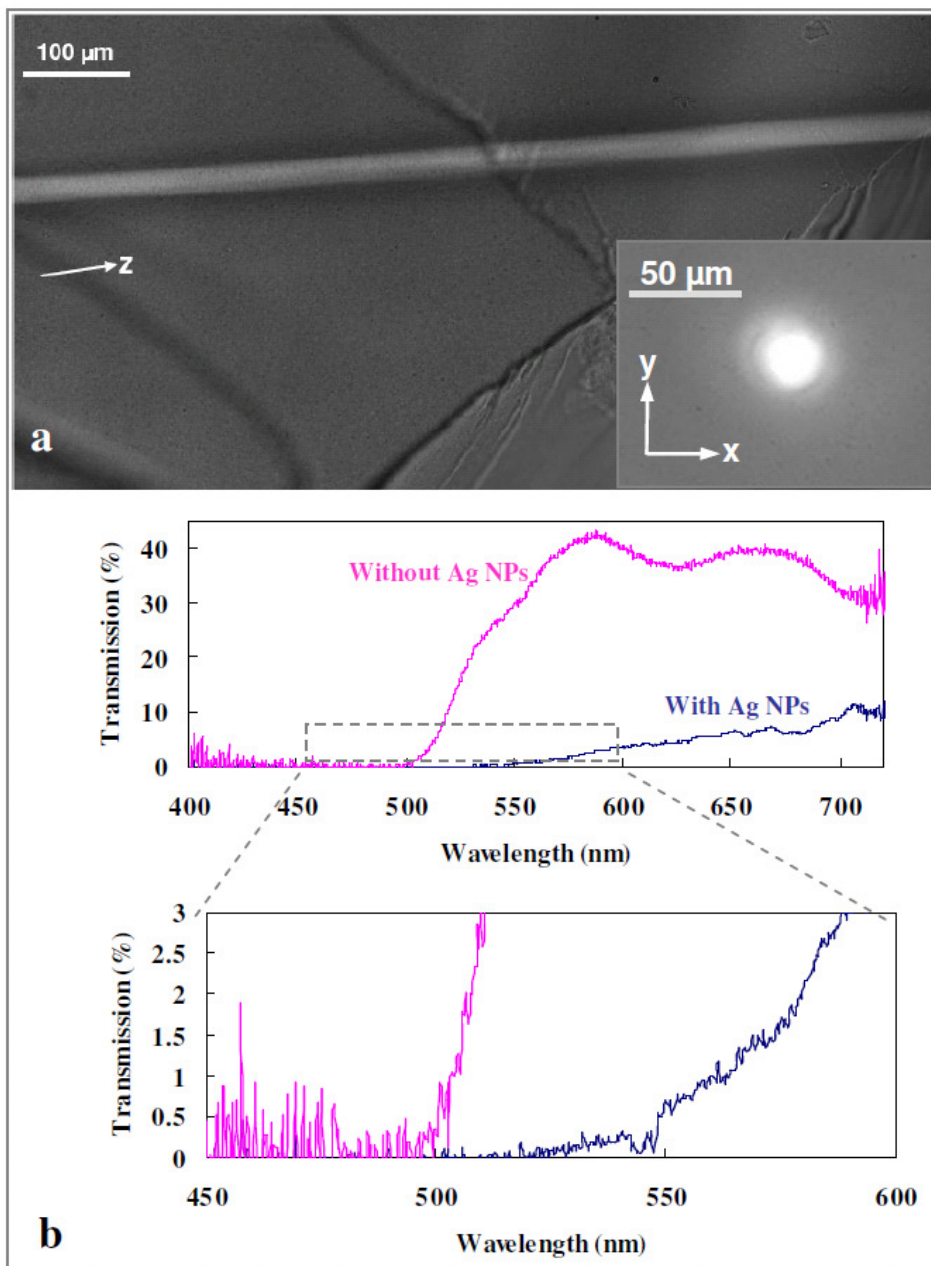 100 µm
z
50 µm
y
x
a
Transmission (%)
40
30
20
10
0
Without Ag NPs
With Ag NPs
400 450 500 550 600 650 700
Wavelength (nm)
Transmission (%)
3
2.5
2
1.5
1
0.5
0
450 500 550 600
Wavelength (nm)
b